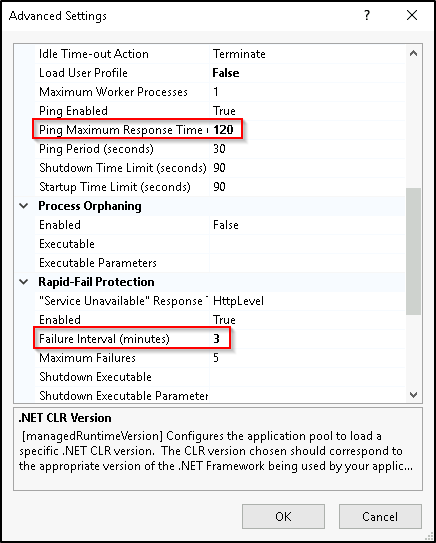 Advanced Settings
Idle Time-out Action Terminate
Load User Profile False
Maximum Worker Processes 1
Ping Enabled True
Ping Maximum Response Time ( 120
Ping Period (seconds) 30
Shutdown Time Limit (seconds) 90
Startup Time Limit (seconds) 90
Process Orphaning
Enabled False
Executable
Executable Parameters
Rapid-Fail Protection
"Service Unavailable" Response T HttpLevel
Enabled True
Failure Interval (minutes) 3
Maximum Failures 5
Shutdown Executable
Shutdown Executable Parameter
.NET CLR Version
[managedRuntimeVersion] Configures the application pool to load a
specific .NET CLR version. The CLR version chosen should correspond to
the appropriate version of the .NET Framework being used by your applic...
OK Cancel